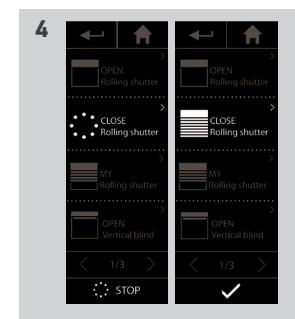 4
OPEN
Rolling shutter
CLOSE
Rolling shutter
MY
Rolling shutter
OPEN
Vertical blind
1/3
STOP
OPEN
Rolling shutter
CLOSE
Rolling shutter
MY
Rolling shutter
OPEN
Vertical blind
1/3